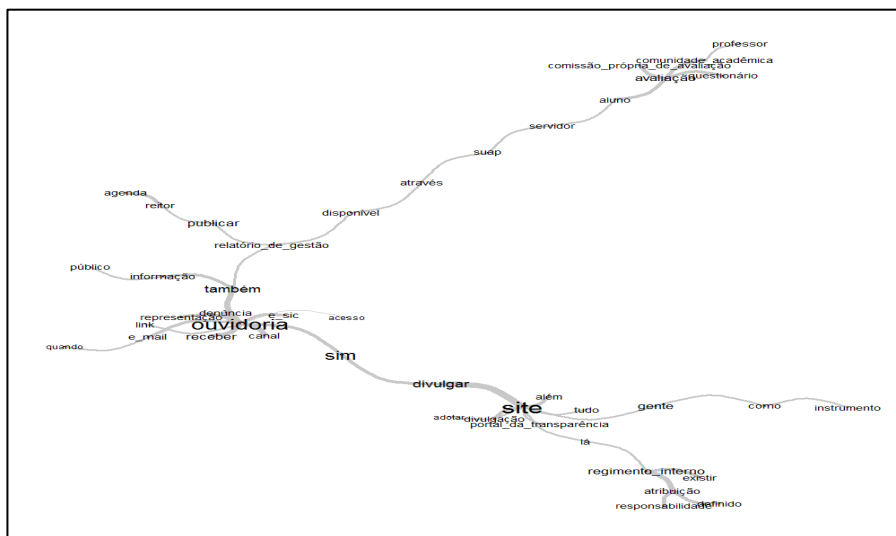 professor
comunidade_acadêmica
comissão_própria_de_avaliação
questionário
avaliação
aluno
servidor
suap
através
agenda
reitor
disponível
publicar
relatório_de_gestão
público
informação
também
denúncia
e_sic
representação
acesso
link
ouvidoria
e_mail
receber
canal
quando
sim
divulgar
além
site
tudo
gente
como
instrumento
adotar
divulgação
portal_da_transparência
lá
regimento_interno
existir
atribuição
responsabilidade
definido